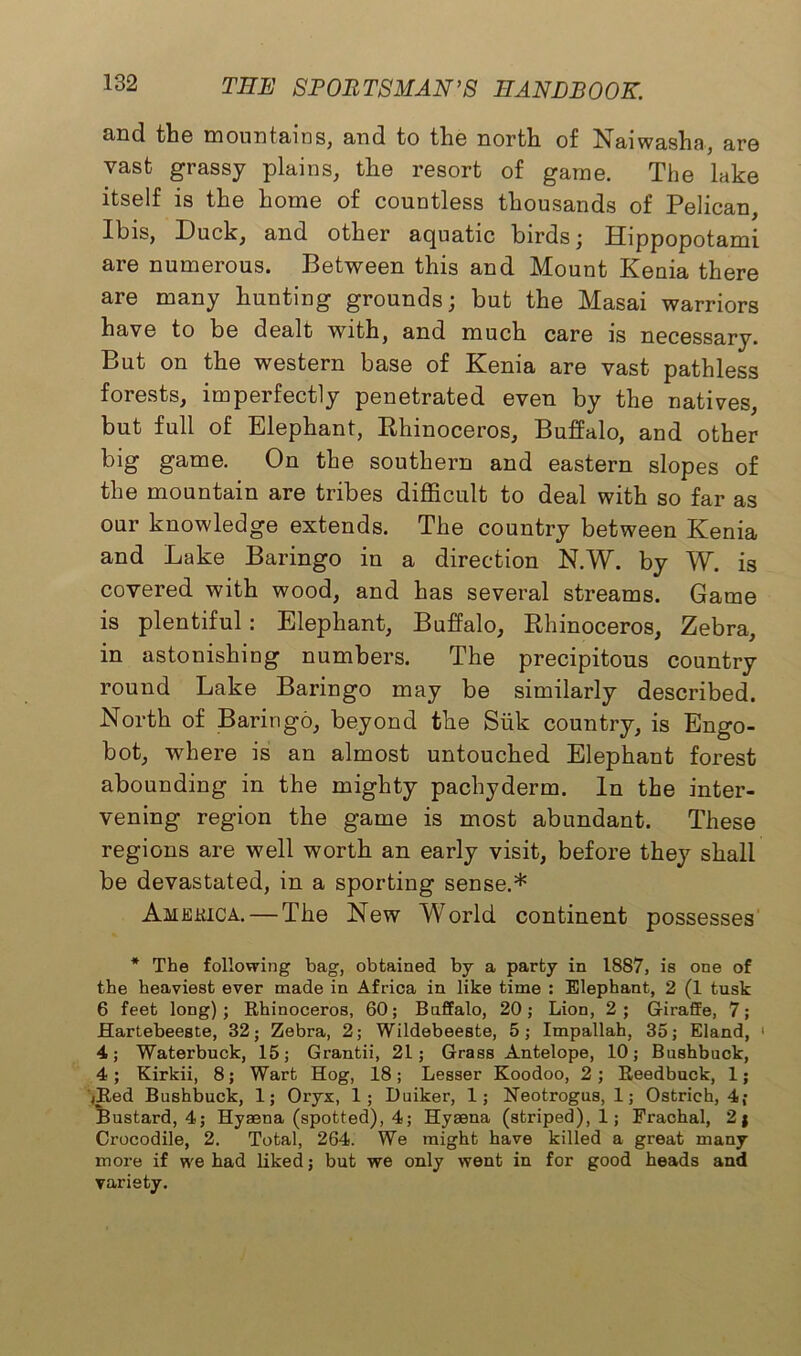 132 THE SPORTSMAN'S HANDBOOK.
and the mountains, and to the north of Naiwasha, are
vast grassy plains, the resort of game. The lake
itself is the home of countless thousands of Pelican,
Ibis, Duck, and other aquatic birds; Hippopotami
are numerous. Between this and Mount Kenia there
are many hunting grounds; but the Masai warriors
have to be dealt with, and much care is necessary.
But on the western base of Kenia are vast pathless
forests, imperfectly penetrated even by the natives,
but full of Elephant, Rhinoceros, Buffalo, and other
big game. On the southern and eastern slopes of
the mountain are tribes difficult to deal with so far as
our knowledge extends. The country between Kenia
and Lake Baringo in a direction N.W. by W. is
covered with wood, and has several streams. Game
is plentiful: Elephant, Buffalo, Rhinoceros, Zebra,
in astonishing numbers. The precipitous country
round Lake Baringo may be similarly described.
North of Baringo, beyond the Sük country, is Engo-
bot, where is an almost untouched Elephant forest
abounding in the mighty pachyderm. In the inter-
vening region the game is most abundant. These
regions are well worth an early visit, before they shall
be devastated, in a sporting sense.*
AMERICA.—The New World continent possesses
* The following bag, obtained by a party in 1887, is one of
the heaviest ever made in Africa in like time : Elephant, 2 (1 tusk
6 feet long); Rhinoceros, 60; Buffalo, 20; Lion, 2; Giraffe, 7;
Hartebeeste, 32; Zebra, 2; Wildebeeste, 5; Impallah, 35; Eland,
4; Waterbuck, 15; Grantii, 21; Grass Antelope, 10; Bushbuck,
4; Kirkii, 8; Wart Hog, 18; Lesser Koodoo, 2; Reedbuck, 1;
Red Bushbuck, 1; Oryx, 1; Duiker, 1; Neotrogus, 1; Ostrich, 4;
Bustard, 4; Hyæna (spotted), 4; Hyæna (striped), 1; Frachal, 2;
Crocodile, 2. Total, 264. We might have killed a great many
more if we had liked; but we only went in for good heads and
variety.